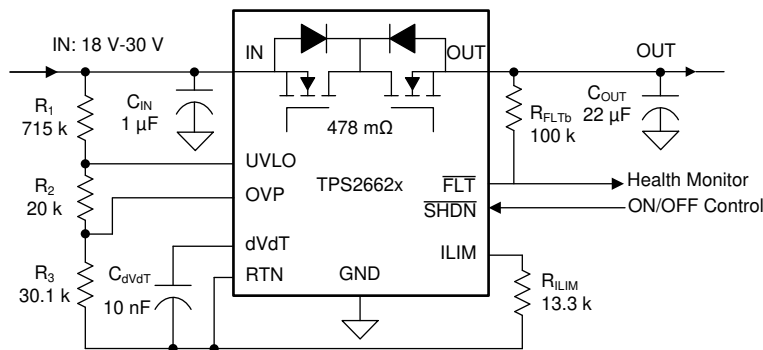 IN: 18 V-30 V
IN
OUT
OUT
R1
715 k
CIN
1 µF
478 mΩ
RFLTb
100 k
COUT
22 µF
UVLO
R2
20 k
OVP
TPS2662x
FLT
Health Monitor
SHDN
ON/OFF Control
dVdT
ILIM
R3
30.1 k
CdVdT
10 nF
RTN
GND
RILIM
13.3 k